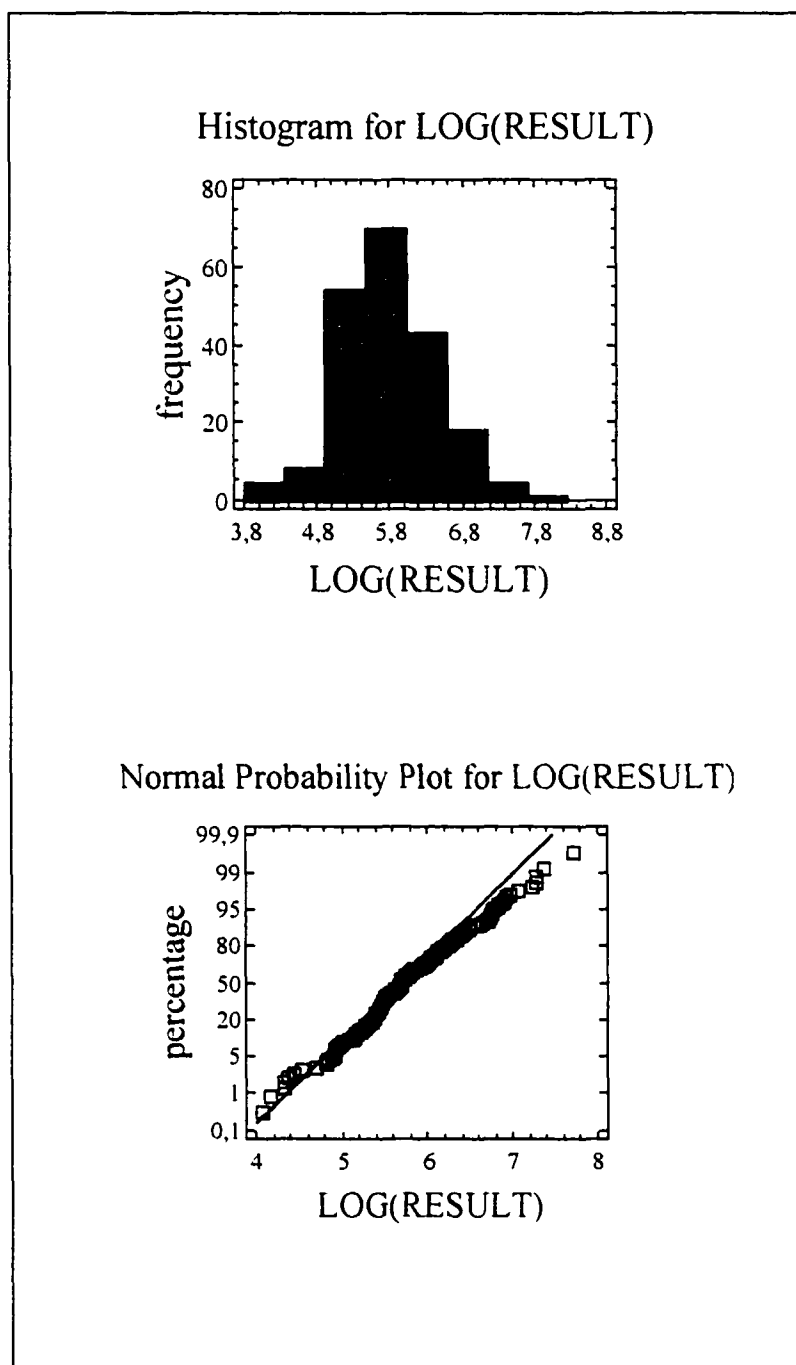 Histogram for LOG(RESULT)
80
60
40
20
0
frequency
3,8 4,8 5,8 6,8 7,8 8,8
LOG(RESULT)
Normal Probability Plot for LOG(RESULT)
99,9
99
95
80
50
20
5
1
0,1
percentage
4 5 6 7 8
LOG(RESULT)